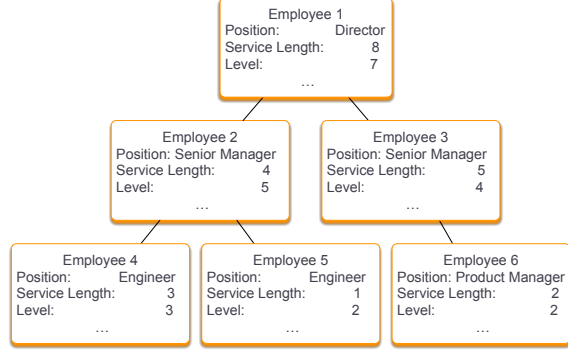 Employee 1
Position: Director
Service Length: 8
Level: 7
…
Employee 2
Position: Senior Manager
Service Length: 4
Level: 5
…
Employee 3
Position: Senior Manager
Service Length: 5
Level: 4
…
Employee 4
Position: Engineer
Service Length: 3
Level: 3
…
Employee 5
Position: Engineer
Service Length: 1
Level: 2
…
Employee 6
Position: Product Manager
Service Length: 2
Level: 2
…